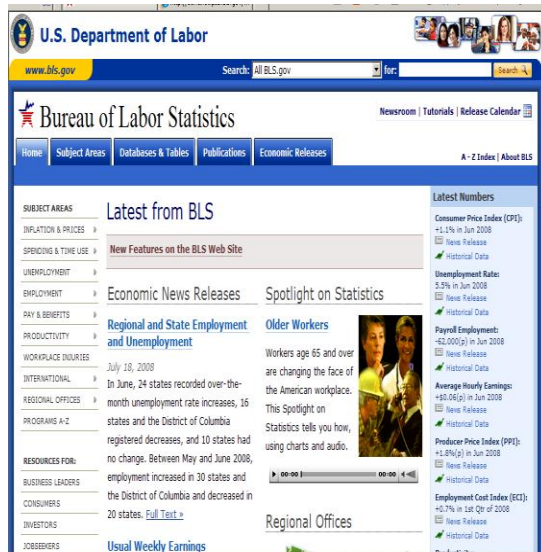 U.S. Department of Labor
www.bls.gov
Search: All BLS.gov for: Search
Bureau of Labor Statistics
Newsroom | Tutorials | Release Calendar
Home Subject Areas Databases & Tables Publications Economic Releases
A - Z Index | About BLS
SUBJECT AREAS
INFLATION & PRICES
SPENDING & TIME USE
UNEMPLOYMENT
EMPLOYMENT
PAY & BENEFITS
PRODUCTIVITY
WORKPLACE INJURIES
INTERNATIONAL
REGIONAL OFFICES
PROGRAMS A-Z
RESOURCES FOR:
BUSINESS LEADERS
CONSUMERS
INVESTORS
JOBSEEKERS
Latest from BLS
New Features on the BLS Web Site
Economic News Releases
Regional and State Employment
and Unemployment
July 18, 2008
In June, 24 states recorded over-the-
month unemployment rate increases, 16
states and the District of Columbia
registered decreases, and 10 states had
no change. Between May and June 2008,
employment increased in 30 states and
the District of Columbia and decreased in
20 states. Full Text »
Usual Weekly Earnings
Spotlight on Statistics
Older Workers
Workers age 65 and over
are changing the face of
the American workplace.
This Spotlight on
Statistics tells you how,
using charts and audio.
00:00 00:00
Regional Offices
Latest Numbers
Consumer Price Index (CPI):
+1.1% in Jun 2008
News Release
Historical Data
Unemployment Rate:
5.5% in Jun 2008
News Release
Historical Data
Payroll Employment:
-62,000(p) in Jun 2008
News Release
Historical Data
Average Hourly Earnings:
+$0.06(p) in Jun 2008
News Release
Historical Data
Producer Price Index (PPI):
+1.8%(p) in Jun 2008
News Release
Historical Data
Employment Cost Index (ECI):
+0.7% in 1st Qtr of 2008
News Release
Historical Data